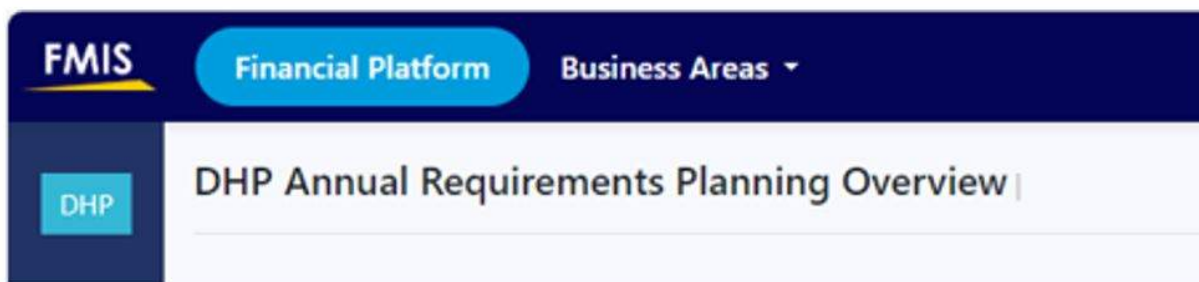 FMIS Financial Platform Business Areas
DHP DHP Annual Requirements Planning Overview